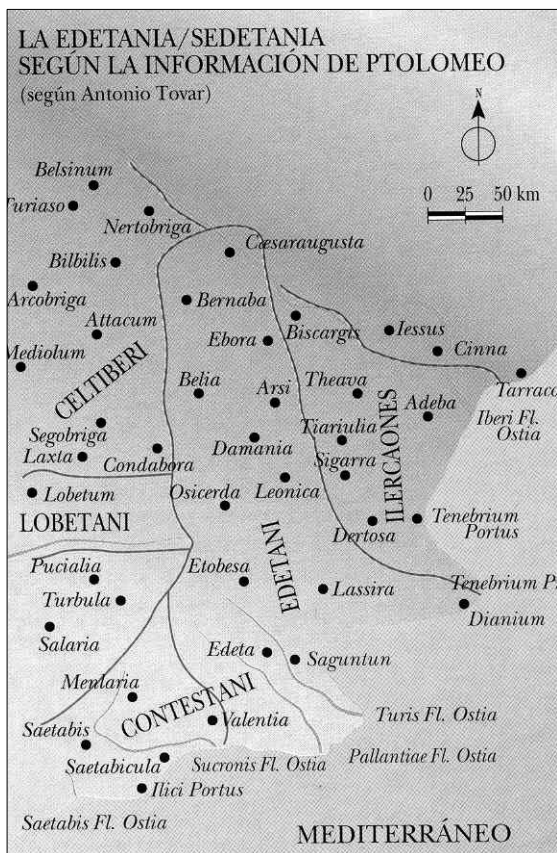 LA EDETANIA/SEDETANIA
SEGÚN LA INFORMACIÓN DE PTOLOMEO
(según Antonio Tovar)
N
0 25 50 km
Belsinum
Turiaso
Nertobriga
Cæsaraugusta
Bilbilis
Arcobriga
Bernaba
Attacum
Biscargis
Iessus
Ebora
Cinna
Mediolum
CELTIBERI
Belia
Arsi
Theava
Tarraco
Adeba
Iberi Fl.
Ostia
ILERCAONES
Segobriga
Tiariulia
Damania
Laxta
Condabora
Sigarra
Leonica
Lobetum
Osicerda
LOBETANI
Dertosa
Tenebrium
Portus
EDETANI
Pucialia
Etobesa
Lassira
Tenebrium Pr.
Turbula
Dianium
Salaria
Edeta
Saguntun
Menlaria
CONTESTANI
Valentia
Turis Fl. Ostia
Saetabis
Saetabicula
Sucronis Fl. Ostia
Pallantiae Fl. Ostia
Ilici Portus
Saetabis Fl. Ostia
MEDITERRÁNEO